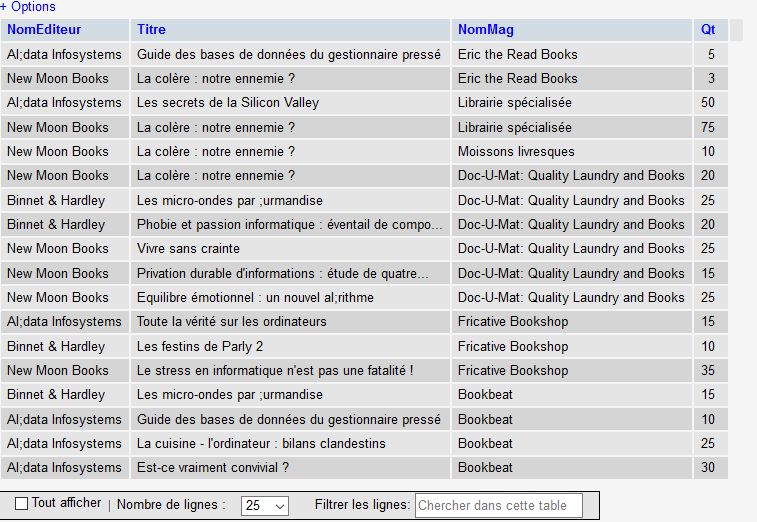 + Options
NomEditeur Titre NomMag Qt
Al;data Infosystems Guide des bases de données du gestionnaire pressé Eric the Read Books 5
New Moon Books La colère : notre ennemie ? Eric the Read Books 3
Al;data Infosystems Les secrets de la Silicon Valley Librairie spécialisée 50
New Moon Books La colère : notre ennemie ? Librairie spécialisée 75
New Moon Books La colère : notre ennemie ? Moissons livresques 10
New Moon Books La colère : notre ennemie ? Doc-U-Mat: Quality Laundry and Books 20
Binnet & Hardley Les micro-ondes par ;urmandise Doc-U-Mat: Quality Laundry and Books 25
Binnet & Hardley Phobie et passion informatique : éventail de compo... Doc-U-Mat: Quality Laundry and Books 20
New Moon Books Vivre sans crainte Doc-U-Mat: Quality Laundry and Books 25
New Moon Books Privation durable d'informations : étude de quatre... Doc-U-Mat: Quality Laundry and Books 15
New Moon Books Equilibre émotionnel : un nouvel al;rithme Doc-U-Mat: Quality Laundry and Books 25
Al;data Infosystems Toute la vérité sur les ordinateurs Fricative Bookshop 15
Binnet & Hardley Les festins de Parly 2 Fricative Bookshop 10
New Moon Books Le stress en informatique n'est pas une fatalité ! Fricative Bookshop 35
Binnet & Hardley Les micro-ondes par ;urmandise Bookbeat 15
Al;data Infosystems Guide des bases de données du gestionnaire pressé Bookbeat 10
Al;data Infosystems La cuisine - l'ordinateur : bilans clandestins Bookbeat 25
Al;data Infosystems Est-ce vraiment convivial ? Bookbeat 30
Tout afficher | Nombre de lignes : 25 Filtrer les lignes: Chercher dans cette table